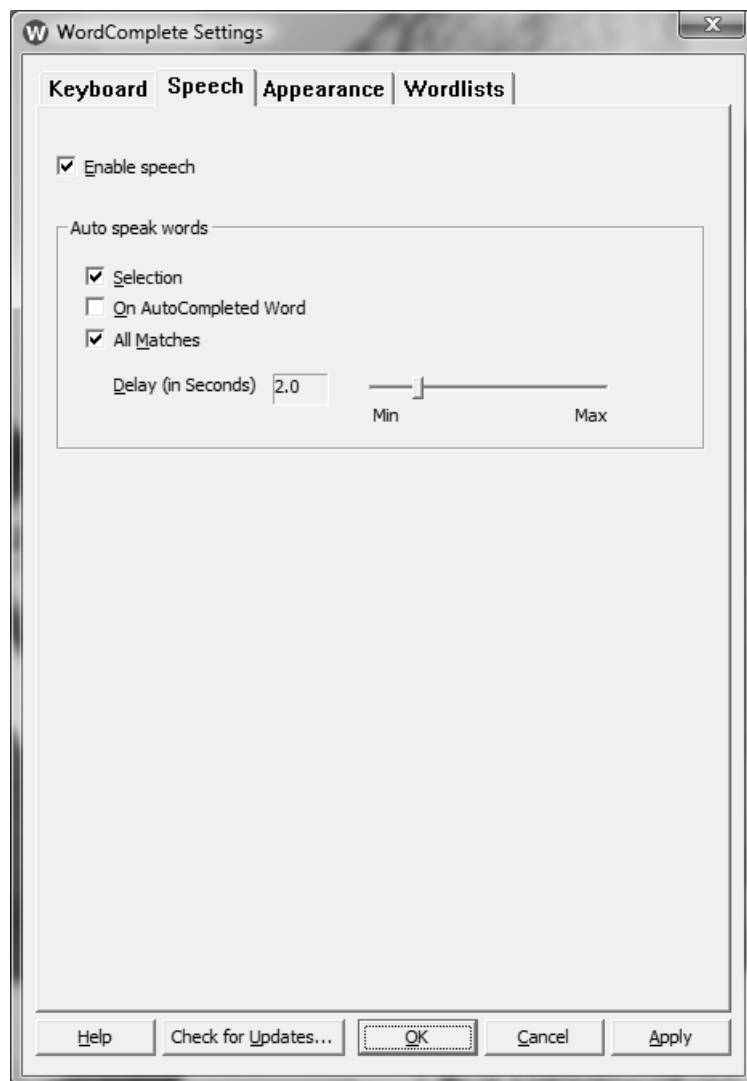 W WordComplete Settings X
Keyboard Speech Appearance Wordlists
Enable speech
Auto speak words
Selection
On AutoCompleted Word
All Matches
Delay (in Seconds) 2.0
Min Max
Help Check for Updates... OK Cancel Apply